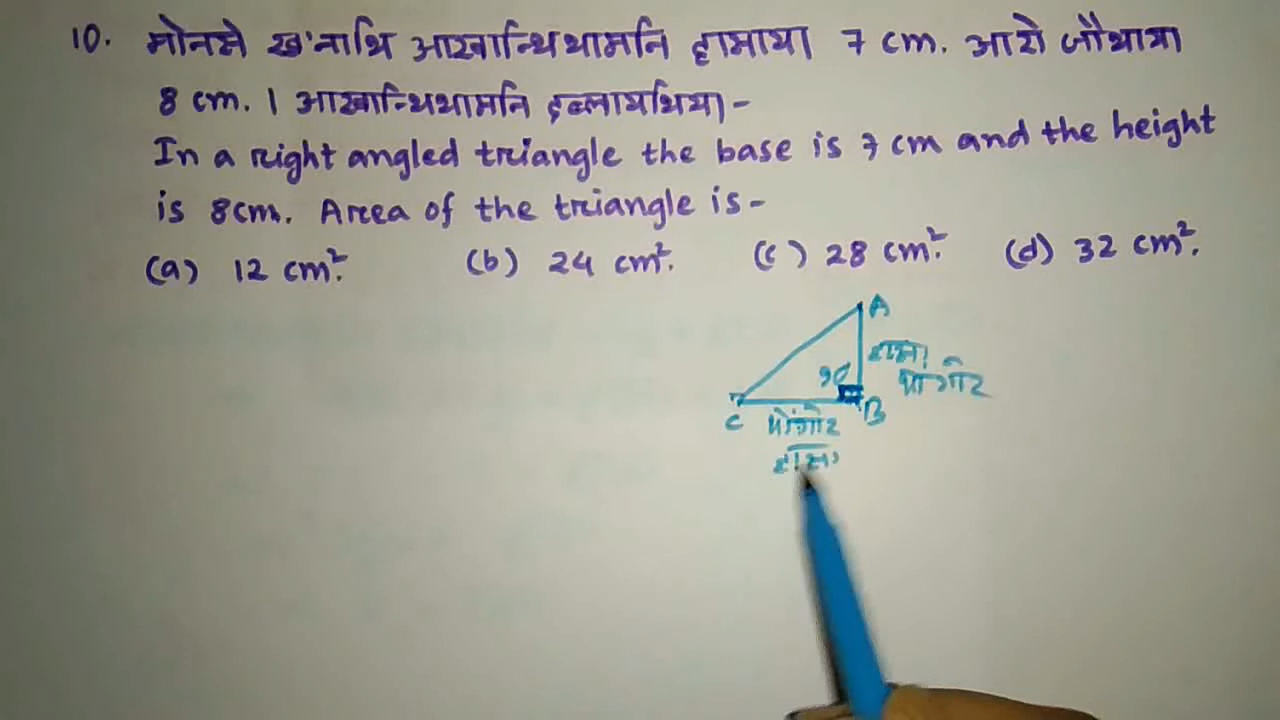 10. मोनसे ख'नाथि आखान्थिथामनि हामाया 7 cm. आरो जौथाया
8 cm. । आखान्थिथामनि इल्लायथिया -
In a right angled triangle the base is 7 cm and the height
is 8cm. Area of the triangle is -
(a) 12 cm². (b) 24 cm². (c) 28 cm². (d) 32 cm².
A
90°
C B